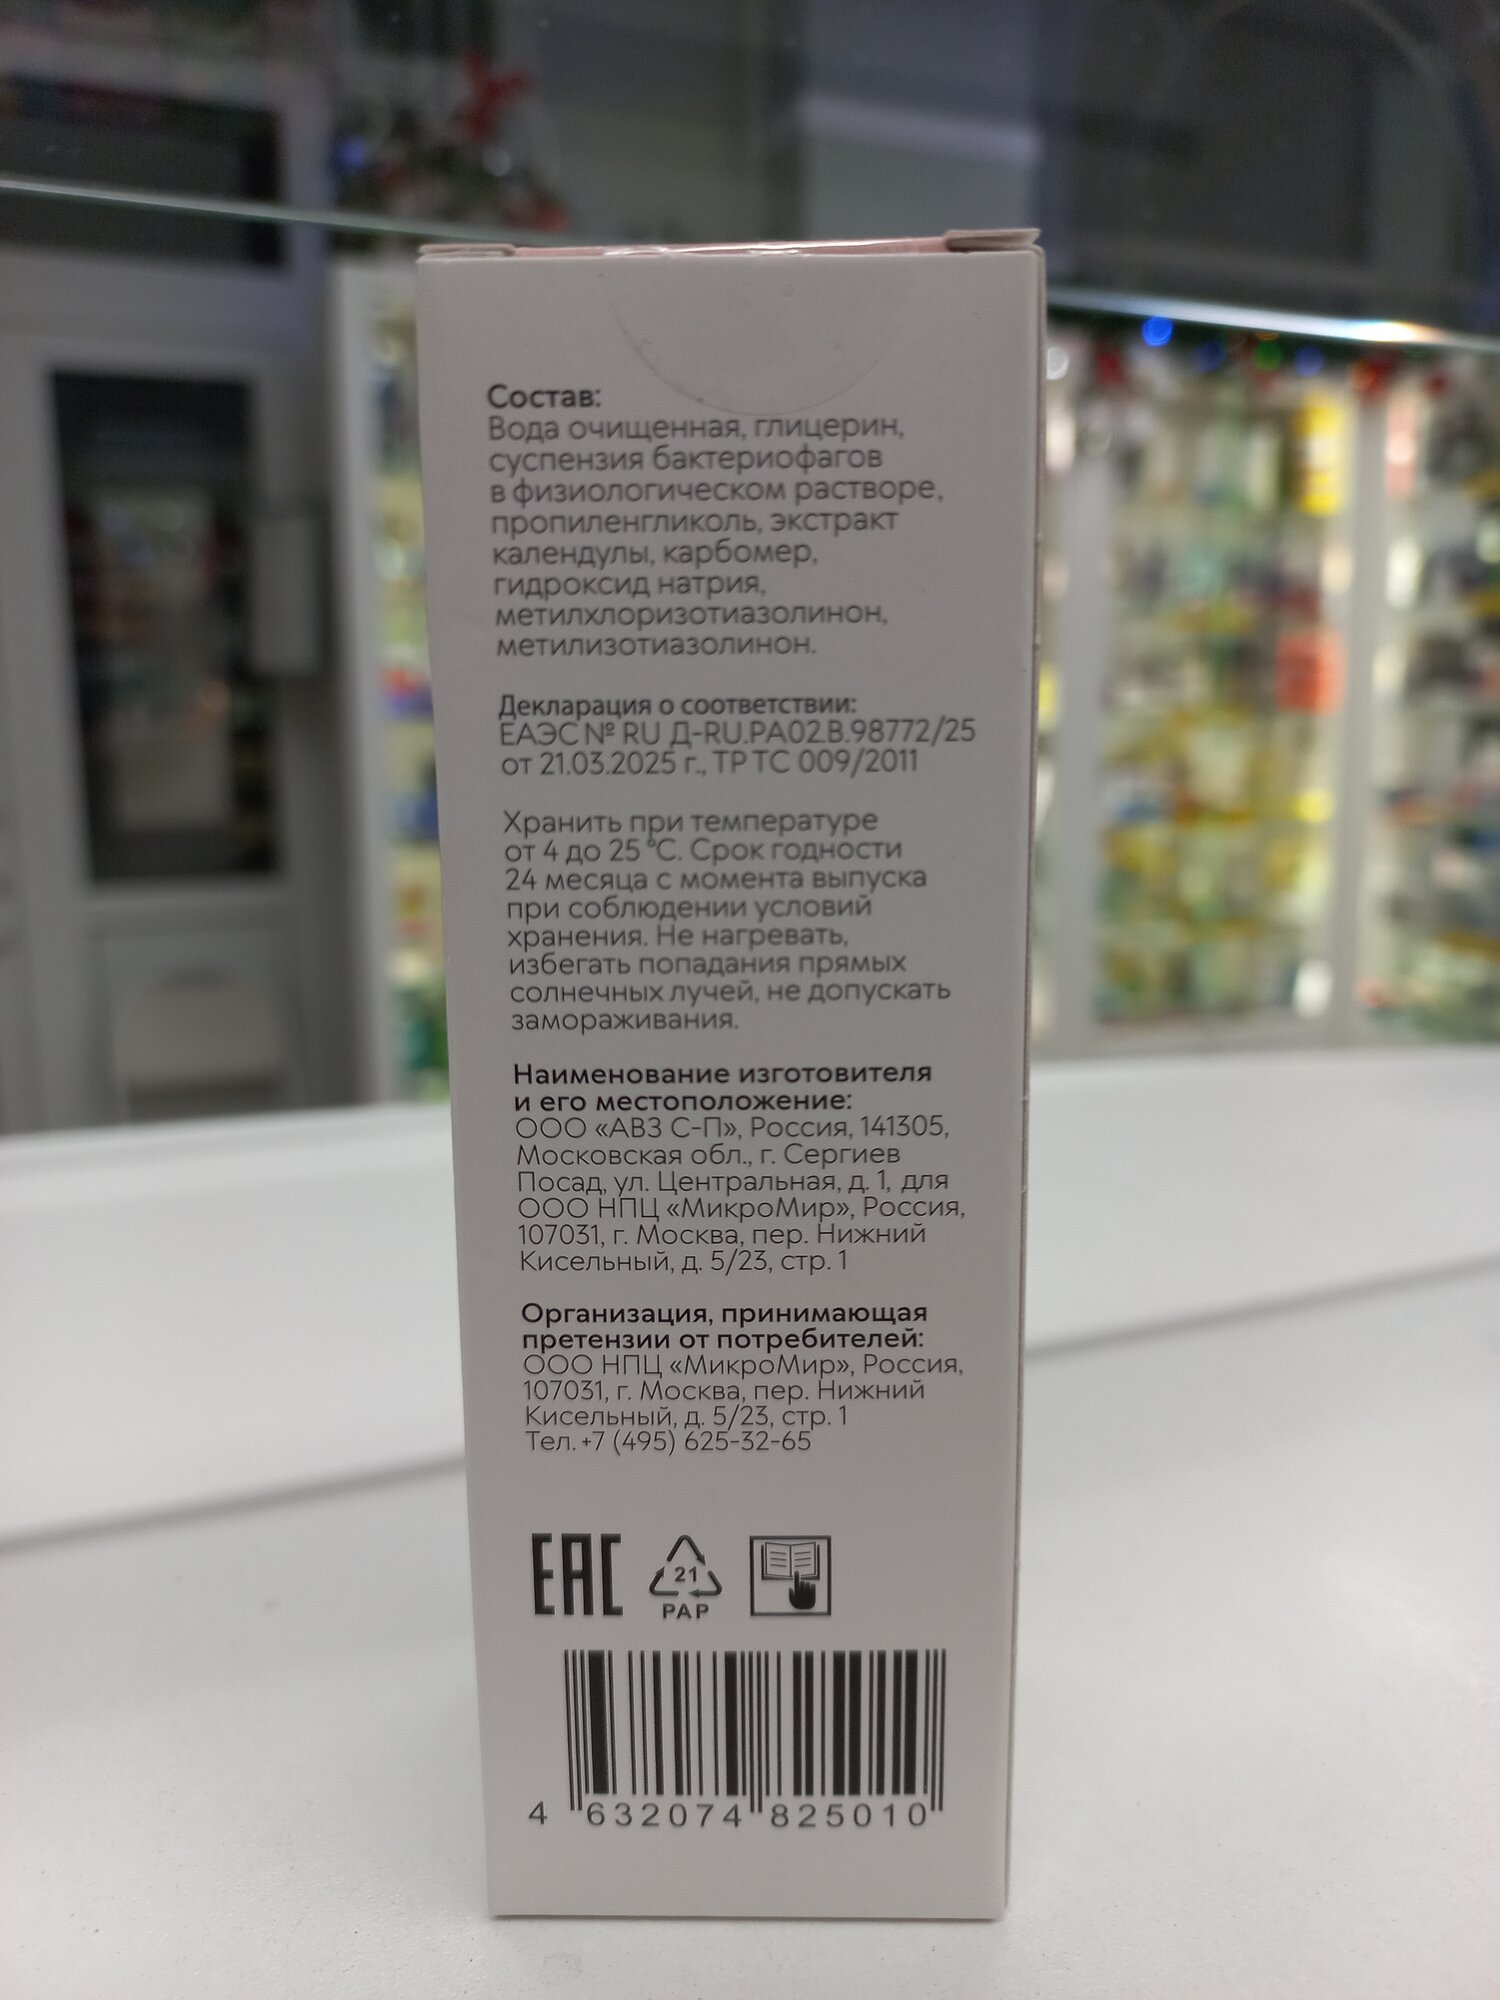 Состав:
Вода очищенная, глицерин,
суспензия бактериофагов
в физиологическом растворе,
пропиленгликоль, экстракт
календулы, карбомер,
гидроксид натрия,
метилхлоризотиазолинон,
метилизотиазолинон.
Декларация о соответствии:
ЕАЭС № RU Д-RU.РА02.В.98772/25
от 21.03.2025 г., ТР ТС 009/2011
Хранить при температуре
от 4 до 25 °С. Срок годности
24 месяца с момента выпуска
при соблюдении условий
хранения. Не нагревать,
избегать попадания прямых
солнечных лучей, не допускать
замораживания.
Наименование изготовителя
и его местоположение:
ООО «АВЗ С-П», Россия, 141305,
Московская обл., г. Сергиев
Посад, ул. Центральная, д. 1, для
ООО НПЦ «МикроМир», Россия,
107031, г. Москва, пер. Нижний
Кисельный, д. 5/23, стр. 1
Организация, принимающая
претензии от потребителей:
ООО НПЦ «МикроМир», Россия,
107031, г. Москва, пер. Нижний
Кисельный, д. 5/23, стр. 1
Тел. +7 (495) 625-32-65
EAC
21
PAP
4 632074 825010